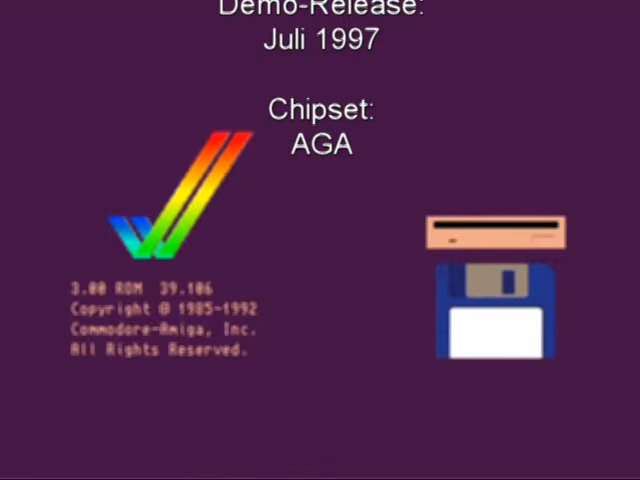 Demo-Release:
Juli 1997
Chipset:
AGA
3.00 ROM  39.106
Copyright © 1985-1992
Commodore-Amiga, Inc.
All Rights Reserved.